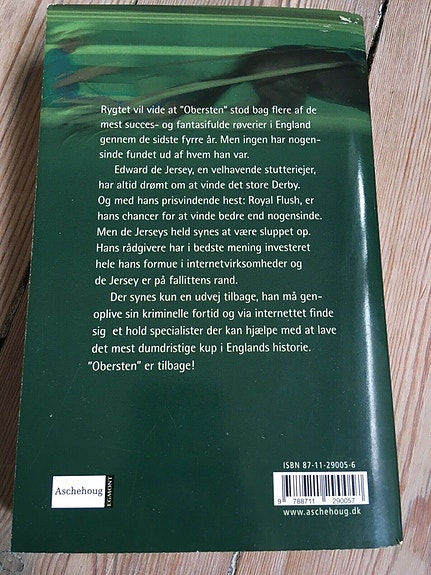 Rygtet vil vide at "Obersten" stod bag flere af de
mest succes- og fantasifulde røverier i England
gennem de sidste fyrre år. Men ingen har nogen-
sinde fundet ud af hvem han var.
Edward de Jersey, en velhavende stutteriejer,
har altid drømt om at vinde det store Derby.
Og med hans prisvindende hest: Royal Flush, er
hans chancer for at vinde bedre end nogensinde.
Men de Jerseys held synes at være sluppet op.
Hans rådgivere har i bedste mening investeret
hele hans formue i internetvirksomheder og
de Jersey er på fallittens rand.
Der synes kun en udvej tilbage, han må gen-
oplive sin kriminelle fortid og via internettet finde
sig et hold specialister der kan hjælpe med at lave
det mest dumdristige kup i Englands historie.
"Obersten" er tilbage!
ISBN 87-11-29005-6
9 788711 290057
www.aschehoug.dk
Aschehoug
EGMONT